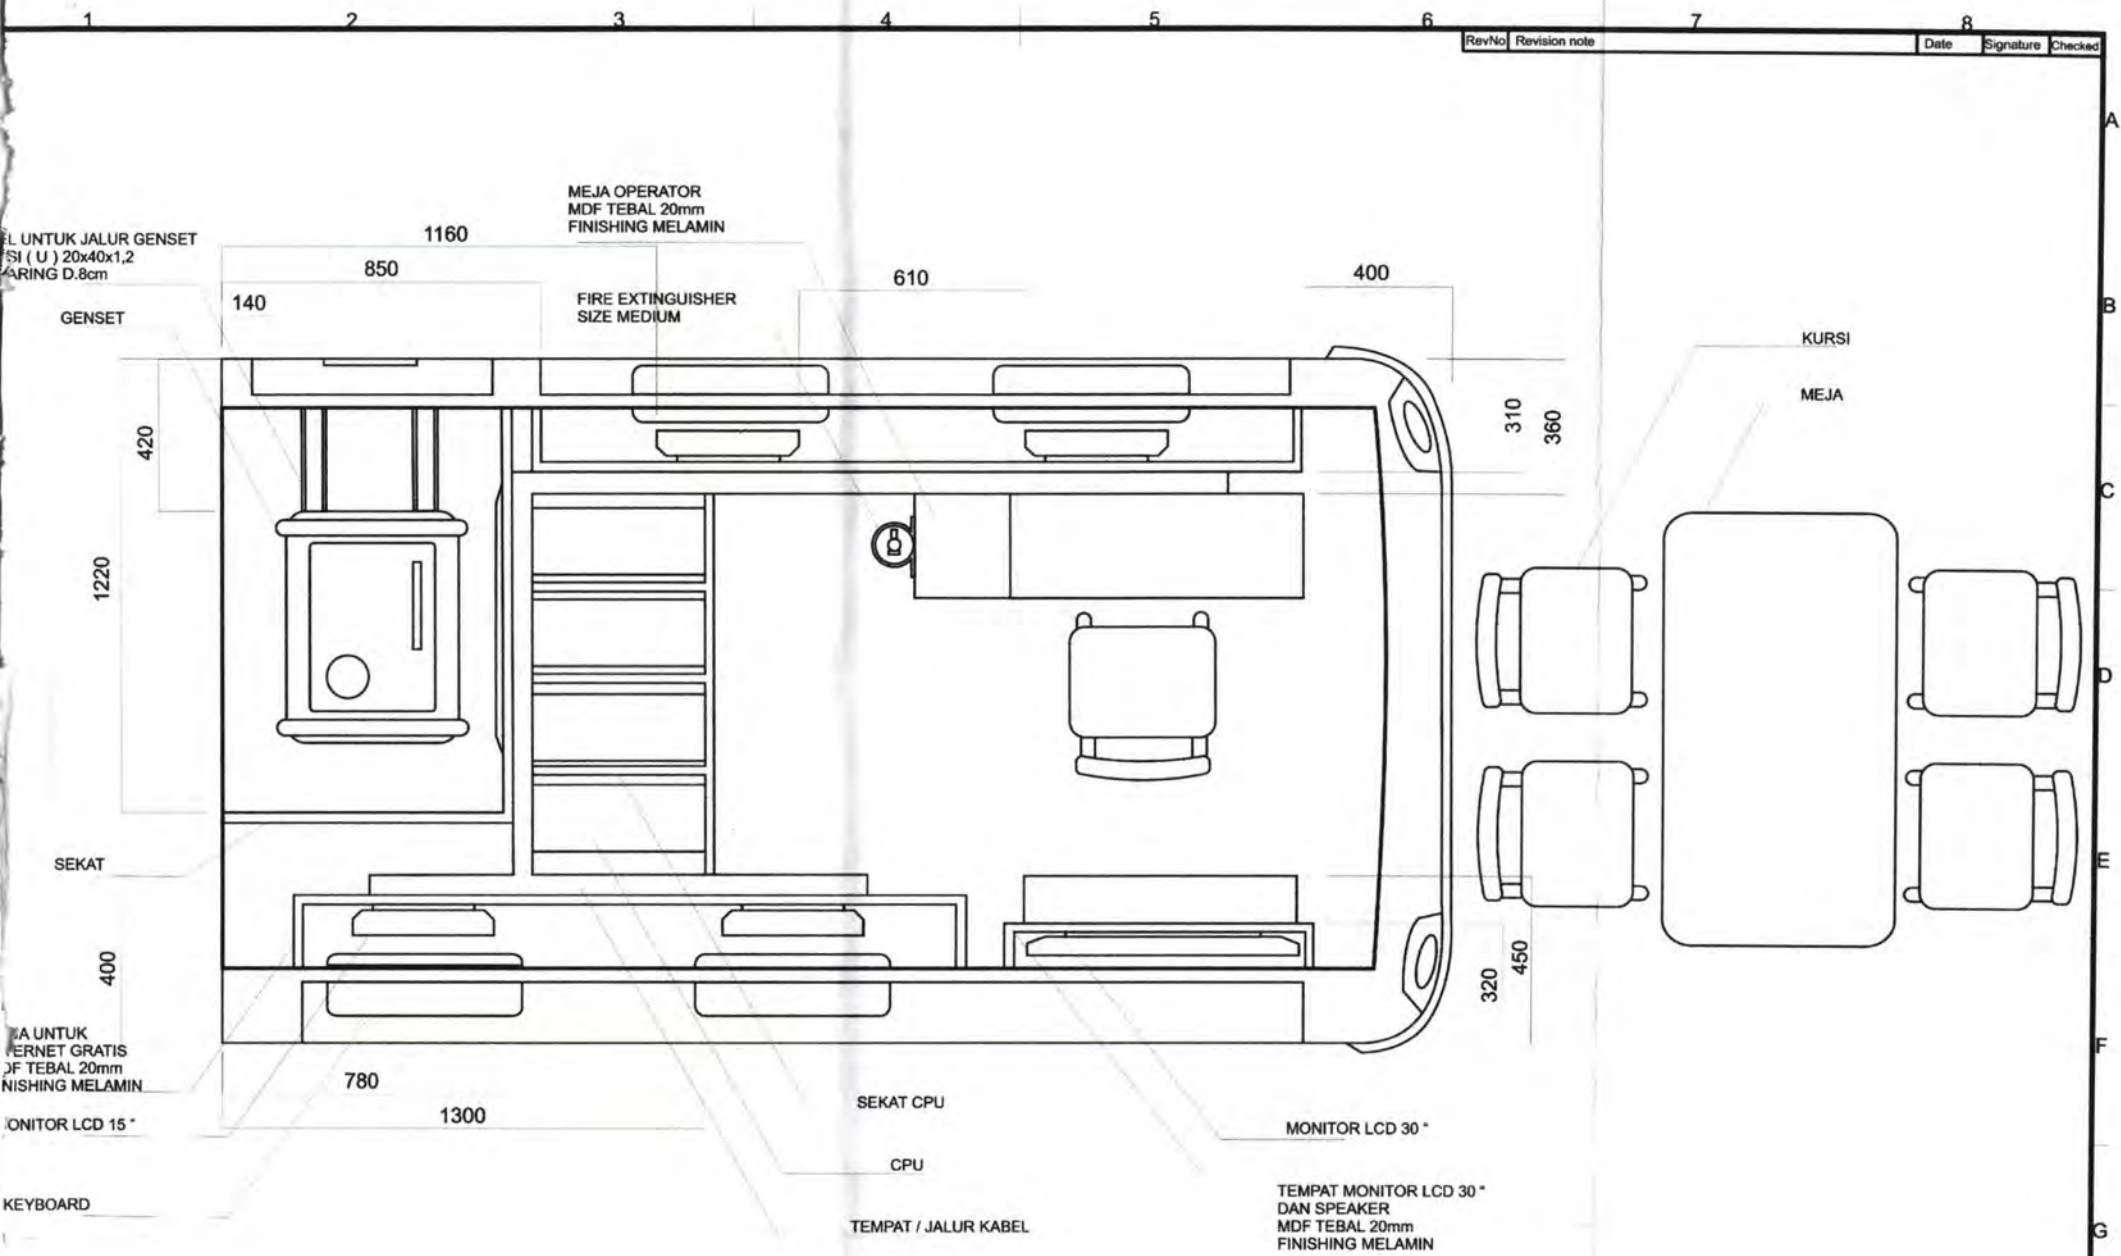 1 2 3 4 5 6 7 8
RevNo Revision note Date Signature Checked
A
MEJA OPERATOR
MDF TEBAL 20mm
FINISHING MELAMIN
UNTUK JALUR GENSET
( U ) 20x40x1,2
D.8cm
1160
850
610
400
140
FIRE EXTINGUISHER
SIZE MEDIUM
B
GENSET
KURSI
MEJA
420
310
360
C
1220
D
SEKAT
E
400
320
450
UNTUK
GRATIS
TEBAL 20mm
MELAMIN
F
780
1300
SEKAT CPU
LCD 15 "
MONITOR LCD 30 "
CPU
KEYBOARD
TEMPAT MONITOR LCD 30 "
DAN SPEAKER
MDF TEBAL 20mm
FINISHING MELAMIN
TEMPAT / JALUR KABEL
G